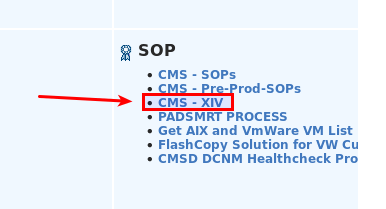 SOP
CMS - SOPs
CMS - Pre-Prod-SOPs
CMS - XIV
PADSMRT PROCESS
Get AIX and VmWare VM List
FlashCopy Solution for VW Cu
CMSD DCNM Healthcheck Pro